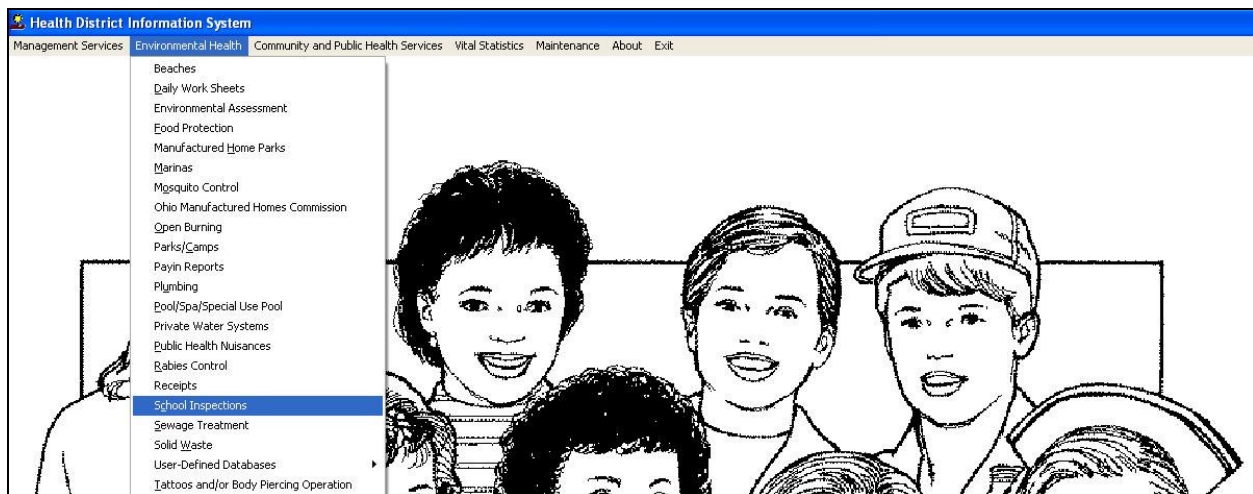 Health District Information System
Management Services Environmental Health Community and Public Health Services Vital Statistics Maintenance About Exit
Beaches
Daily Work Sheets
Environmental Assessment
Food Protection
Manufactured Home Parks
Marinas
Mosquito Control
Ohio Manufactured Homes Commission
Open Burning
Parks/Camps
Payin Reports
Plumbing
Pool/Spa/Special Use Pool
Private Water Systems
Public Health Nuisances
Rabies Control
Receipts
School Inspections
Sewage Treatment
Solid Waste
User-Defined Databases
Tattoos and/or Body Piercing Operation